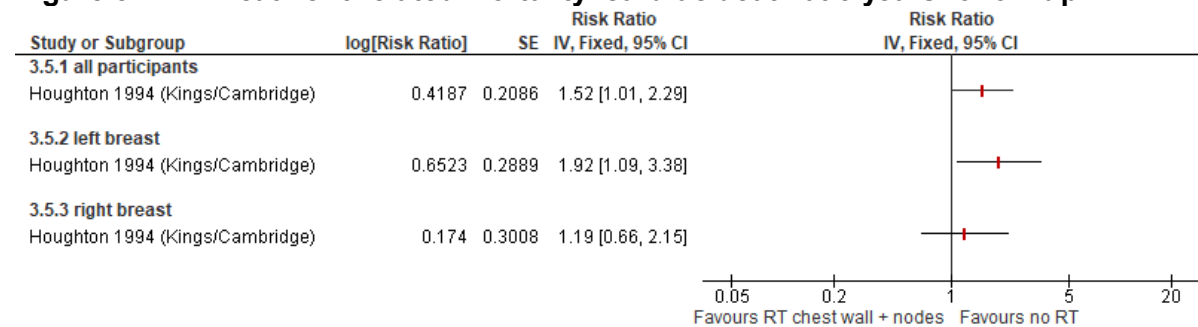 Risk Ratio Risk Ratio
Study or Subgroup log[Risk Ratio] SE IV, Fixed, 95% CI IV, Fixed, 95% CI
3.5.1 all participants
Houghton 1994 (Kings/Cambridge) 0.4187 0.2086 1.52 [1.01, 2.29]
3.5.2 left breast
Houghton 1994 (Kings/Cambridge) 0.6523 0.2889 1.92 [1.09, 3.38]
3.5.3 right breast
Houghton 1994 (Kings/Cambridge) 0.174 0.3008 1.19 [0.66, 2.15]
0.05 0.2 1 5 20
Favours RT chest wall + nodes Favours no RT